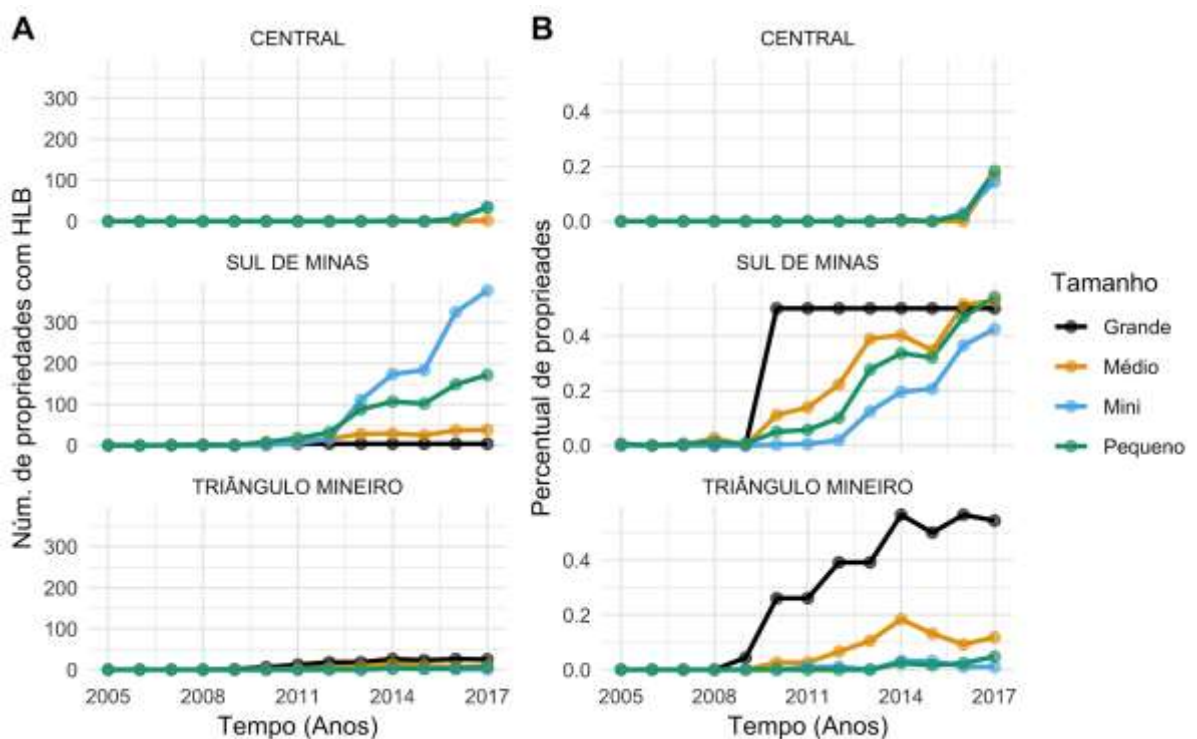 A
B
CENTRAL
CENTRAL
300
200
100
0
0.4
0.2
0.0
SUL DE MINAS
SUL DE MINAS
300
200
100
0
0.4
0.2
0.0
TRIÂNGULO MINEIRO
TRIÂNGULO MINEIRO
300
200
100
0
0.4
0.2
0.0
2005 2008 2011 2014 2017
2005 2008 2011 2014 2017
Tempo (Anos)
Tempo (Anos)
Núm. de propriedades com HLB
Percentual de proprieades
Tamanho
Grande
Médio
Mini
Pequeno